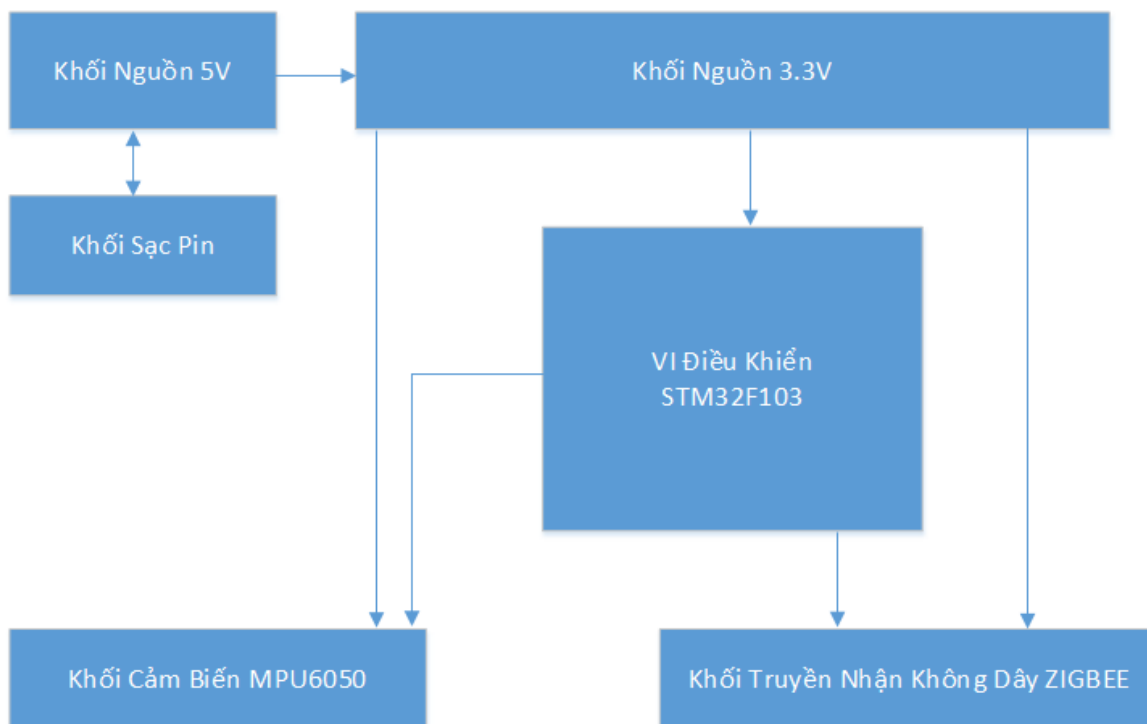 Khối Nguồn 5V
Khối Nguồn 3.3V
Khối Sạc Pin
VI Điều Khiển
STM32F103
Khối Cảm Biến MPU6050
Khối Truyền Nhận Không Dây ZIGBEE